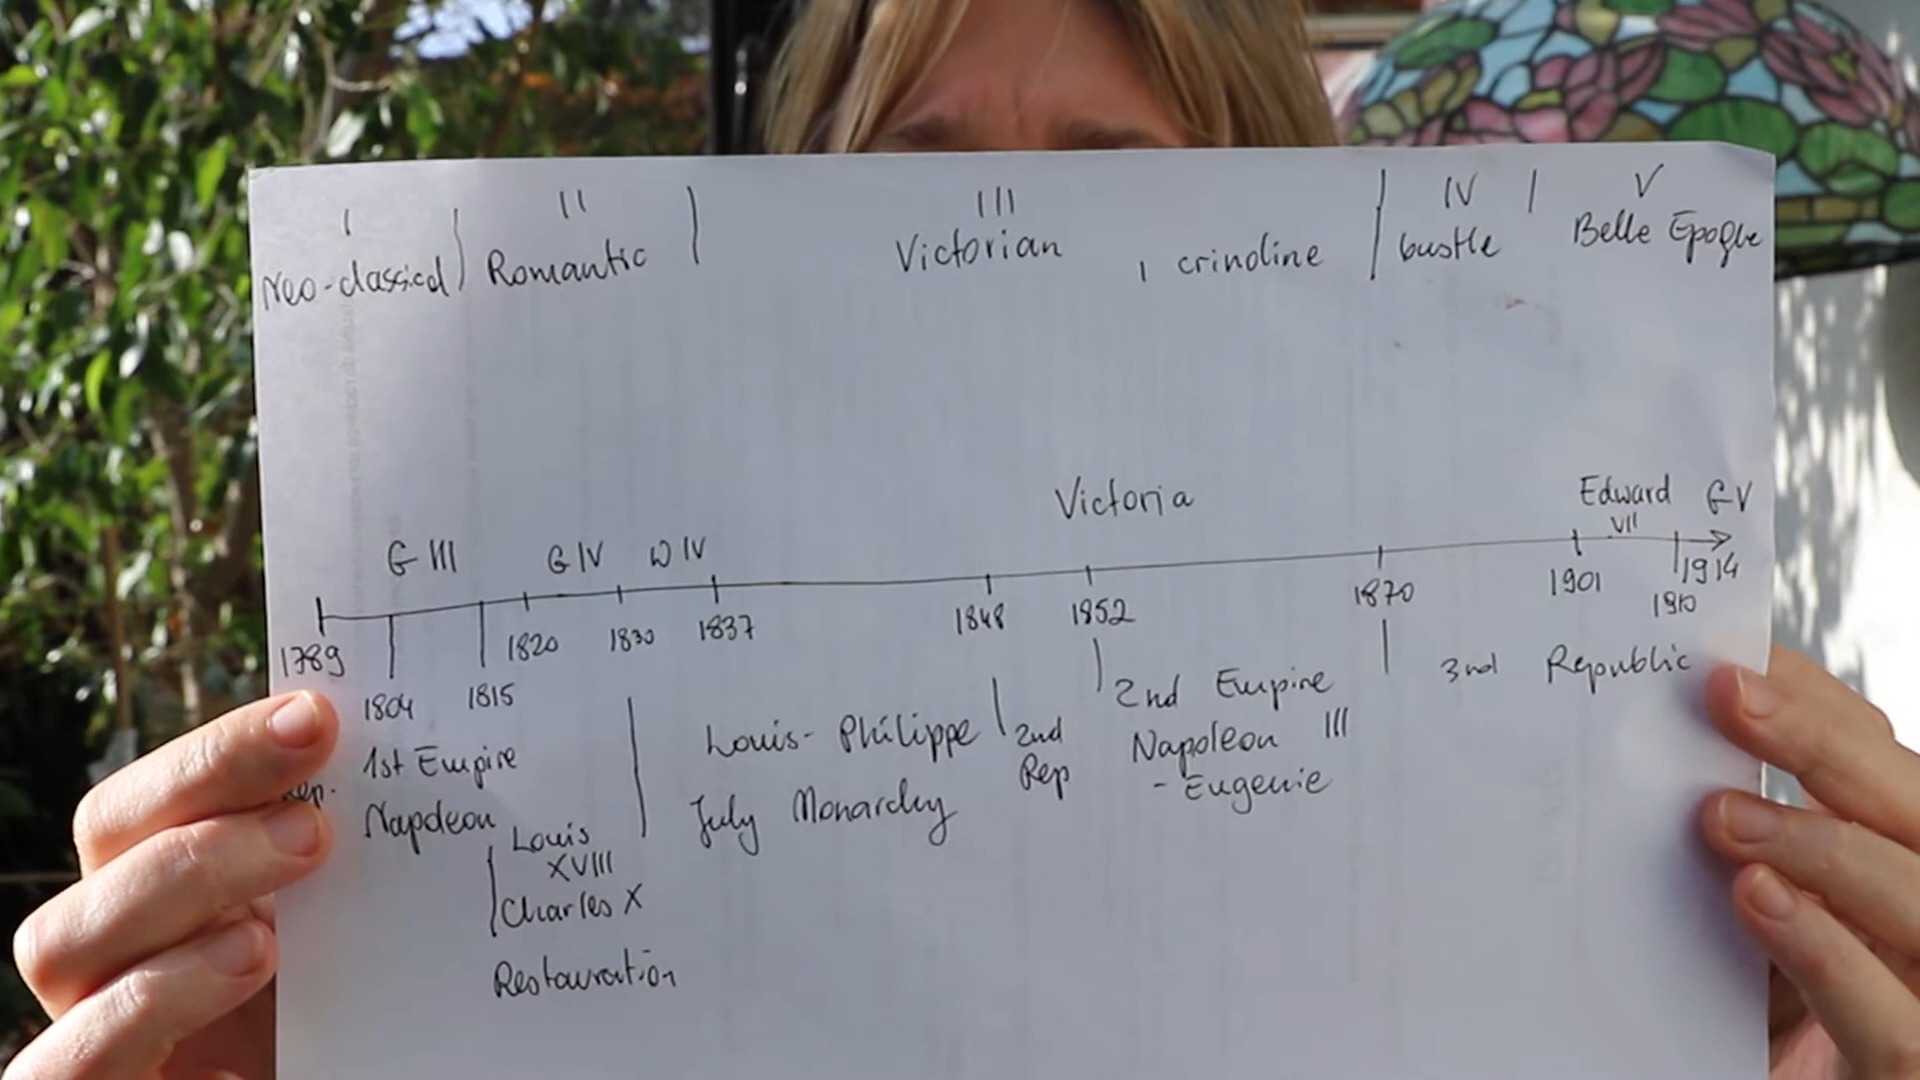 I II III IV V
Neo-classical Romantic Victorian crinoline bustle Belle Epoque
Victoria Edward VII G V
G III G IV W IV
1789 1804 1815 1820 1830 1837 1848 1852 1870 1901 1910 1914
Rep.
1st Empire
Napoleon
Louis
XVIII
Charles X
Restauration
Louis-Philippe
July Monarchy
2nd
Rep
2nd Empire
Napoleon III
- Eugenie
3nd Republic